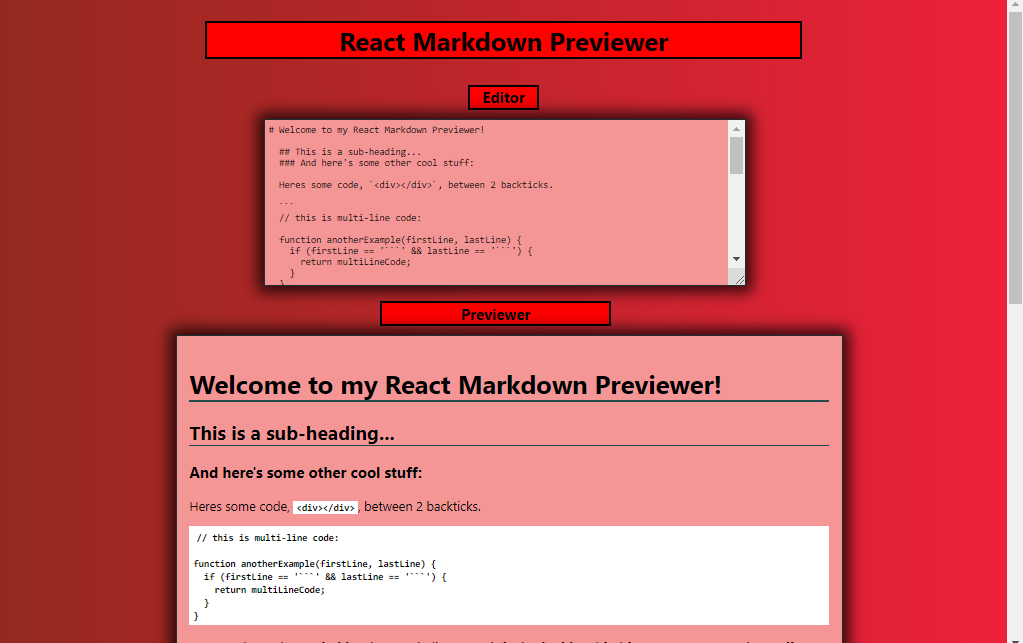 React Markdown Previewer
Editor
# Welcome to my React Markdown Previewer!
## This is a sub-heading...
### And here's some other cool stuff:
Heres some code, `<div></div>`, between 2 backticks.
```
// this is multi-line code:
function anotherExample(firstLine, lastLine) {
if (firstLine == '```' && lastLine == '```') {
return multiLineCode;
}
}
Previewer
Welcome to my React Markdown Previewer!
This is a sub-heading...
And here's some other cool stuff:
Heres some code, <div></div>, between 2 backticks.
// this is multi-line code:
function anotherExample(firstLine, lastLine) {
if (firstLine == '```' && lastLine == '```') {
return multiLineCode;
}
}